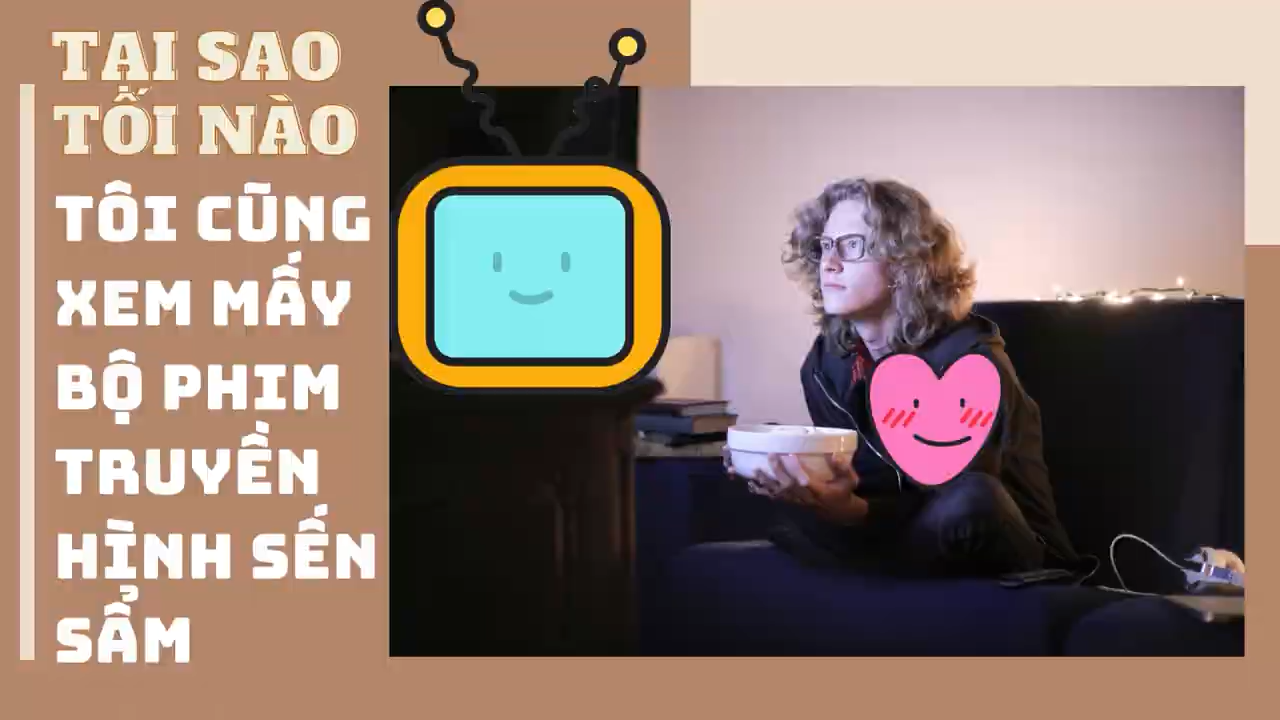 TẠI SAO
TỐI NÀO
TÔI CŨNG
XEM MẤY
BỘ PHIM
TRUYỀN
HÌNH SẾN
SẨM